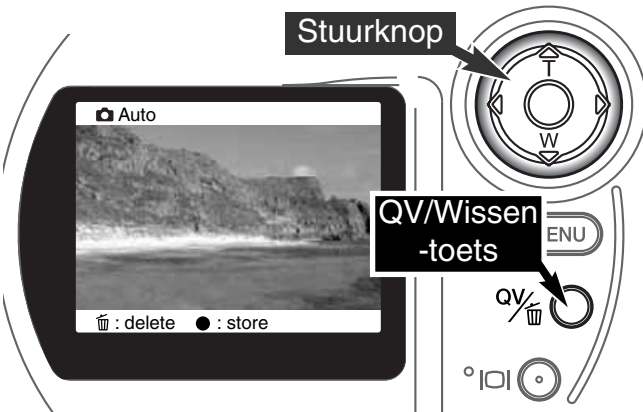 Stuurknop
T
Auto
W
QV/Wissen
-toets
ENU
QV/
: delete ● : store